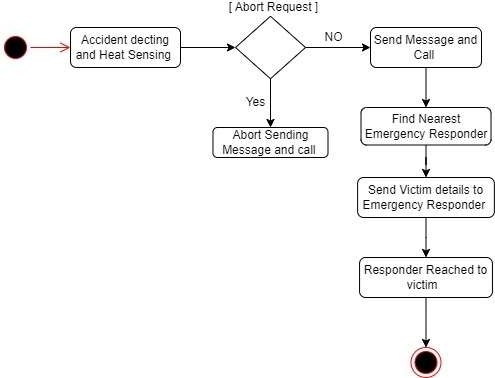 [ Abort Request ]
Accident decting
and Heat Sensing
NO
Send Message and
Call
Yes
Abort Sending
Message and call
Find Nearest
Emergency Responder
Send Victim details to
Emergency Responder
Responder Reached to
victim